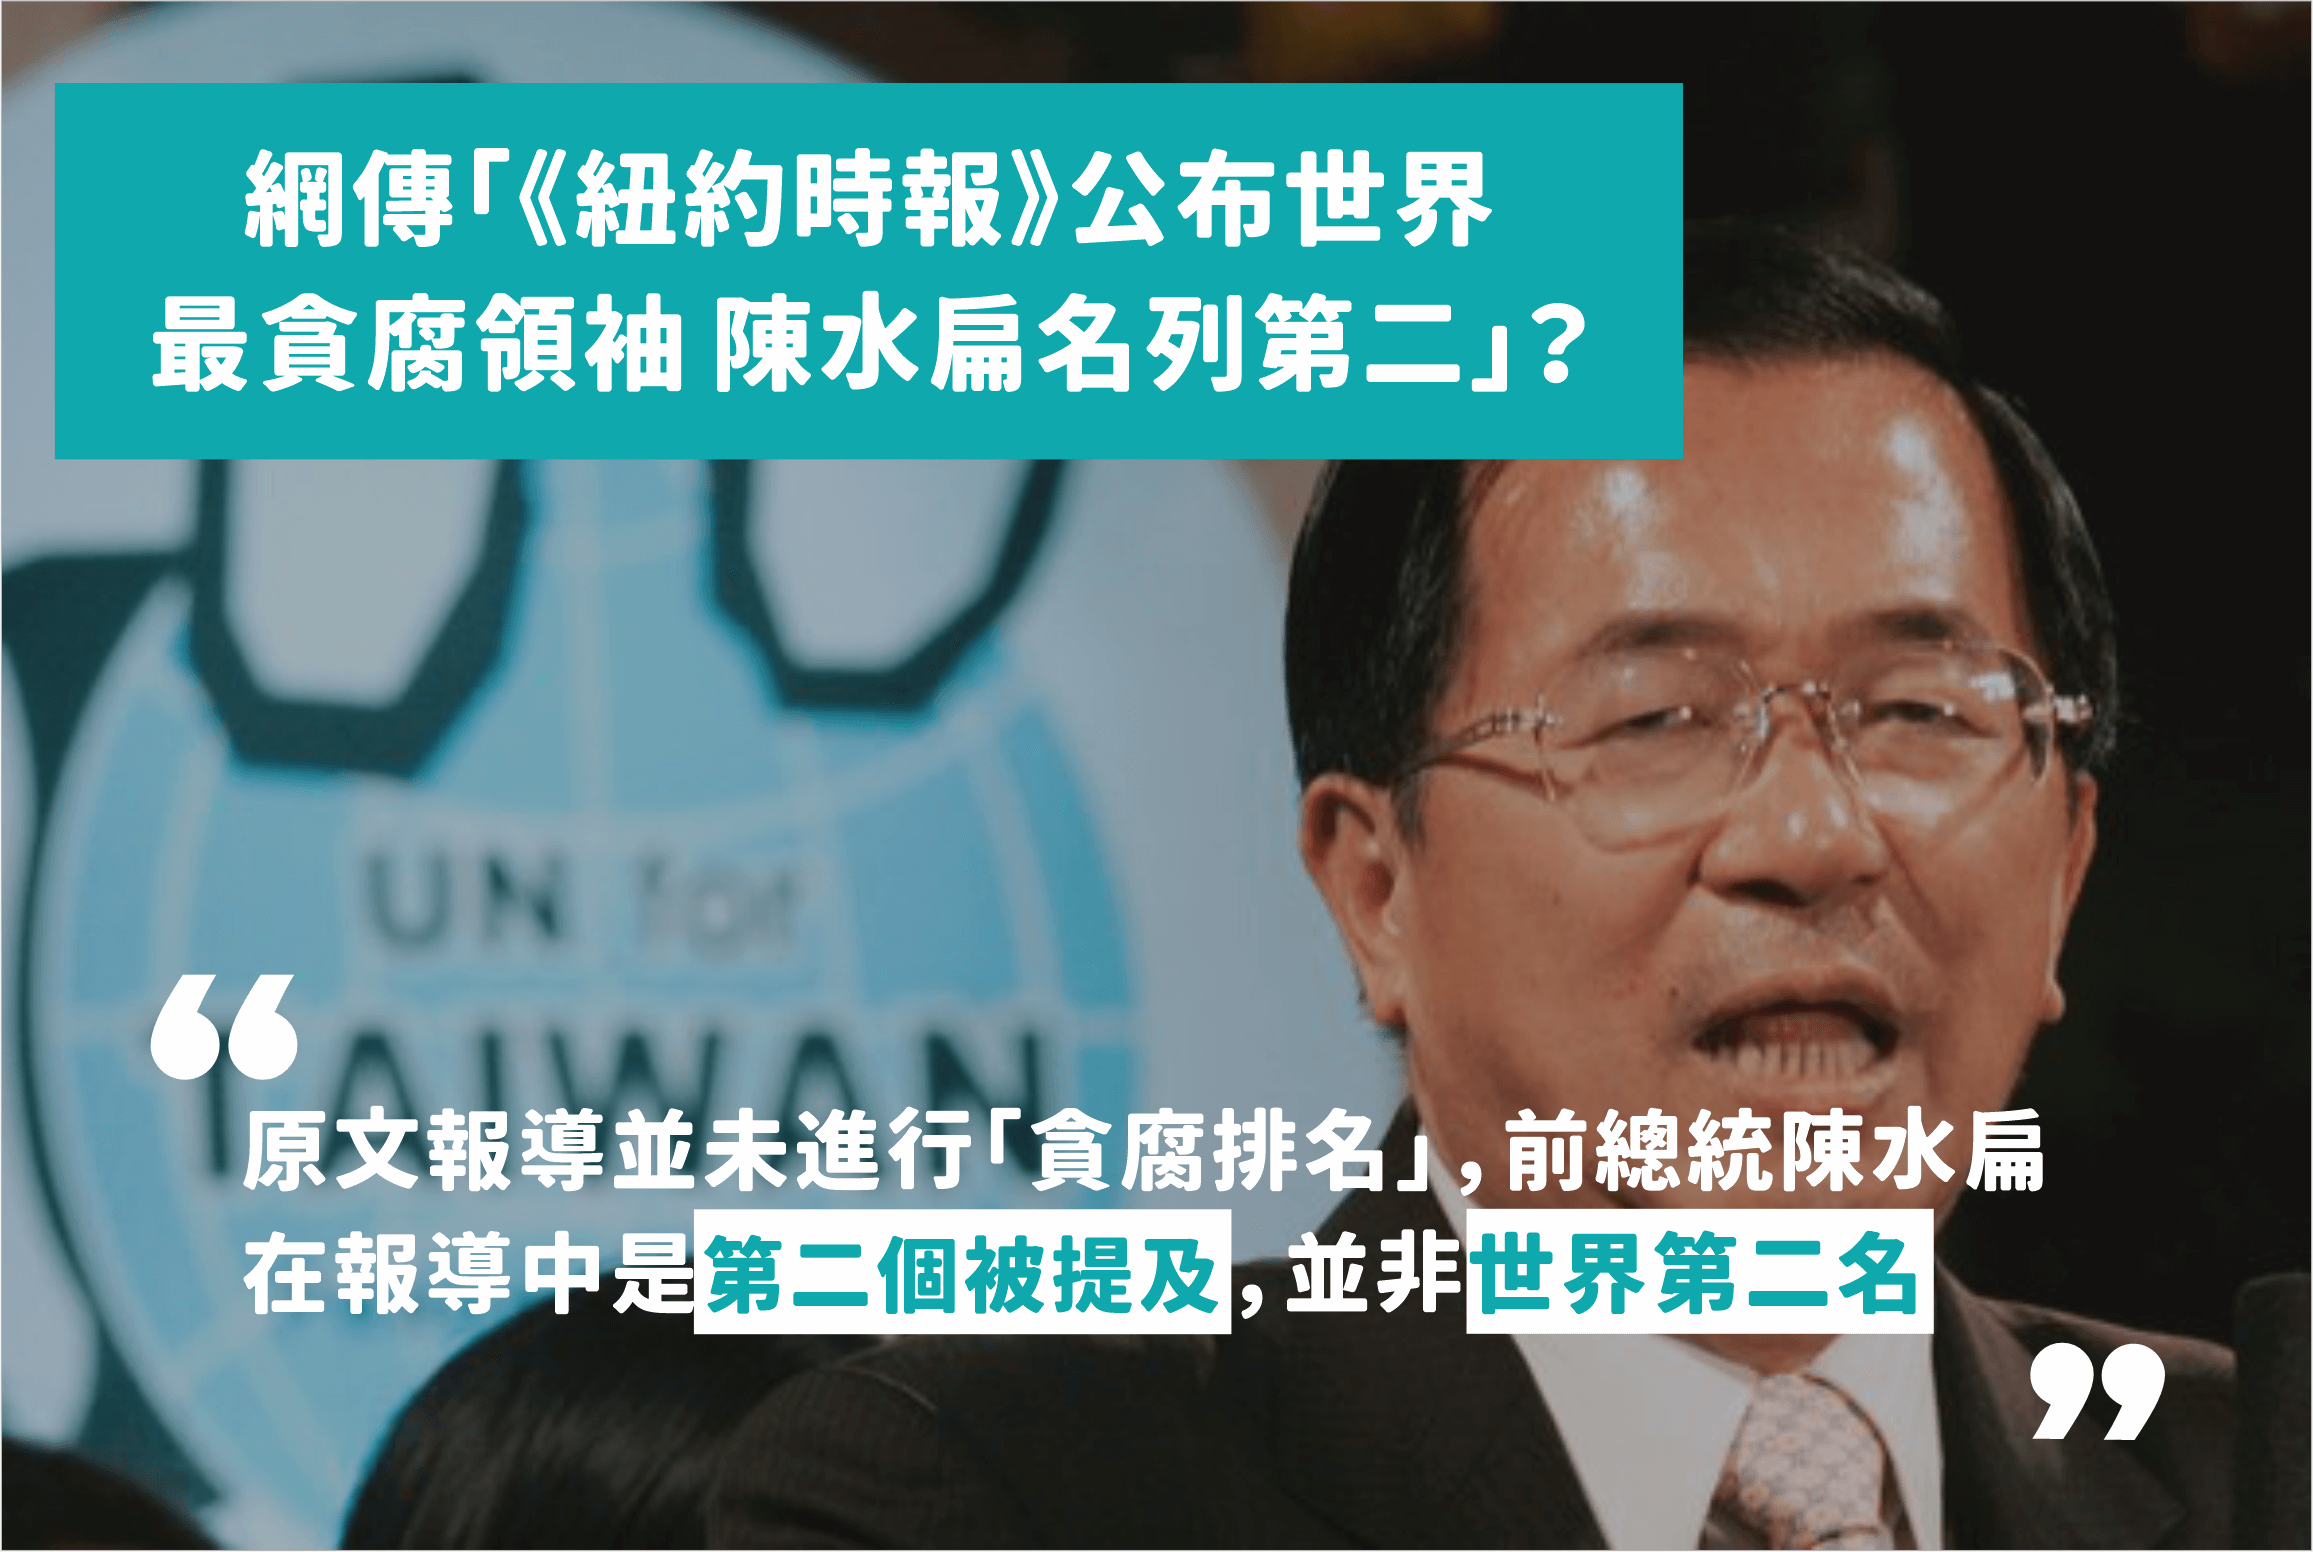 網傳「《紐約時報》公布世界
最貪腐領袖 陳水扁名列第二」？
UN for
TAIWAN
原文報導並未進行「貪腐排名」，前總統陳水扁
在報導中是第二個被提及，並非世界第二名